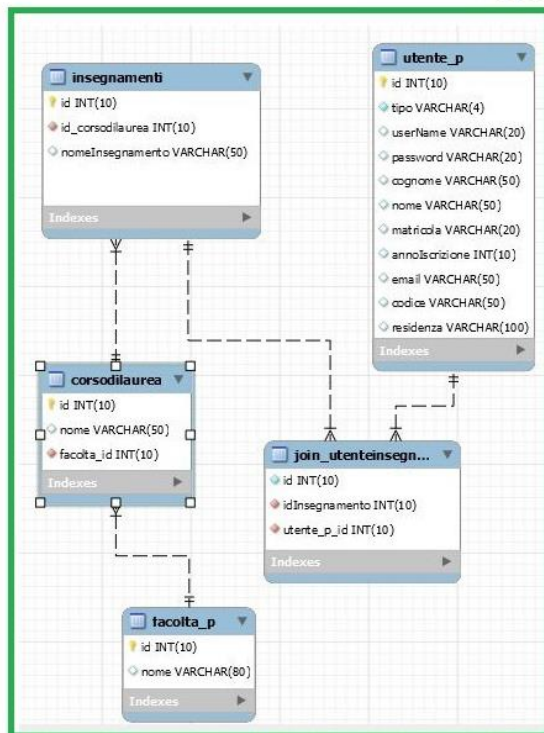 insegnamenti
id INT(10)
id_corsodilaurea INT(10)
nomeInsegnamento VARCHAR(50)
Indexes
utente_p
id INT(10)
tipo VARCHAR(4)
userName VARCHAR(20)
password VARCHAR(20)
cognome VARCHAR(50)
nome VARCHAR(50)
matricola VARCHAR(20)
annoIscrizione INT(10)
email VARCHAR(50)
codice VARCHAR(50)
residenza VARCHAR(100)
Indexes
corsodilaurea
id INT(10)
nome VARCHAR(50)
facolta_id INT(10)
Indexes
join_utenteinsegn...
id INT(10)
idInsegnamento INT(10)
utente_p_id INT(10)
Indexes
facolta_p
id INT(10)
nome VARCHAR(80)
Indexes